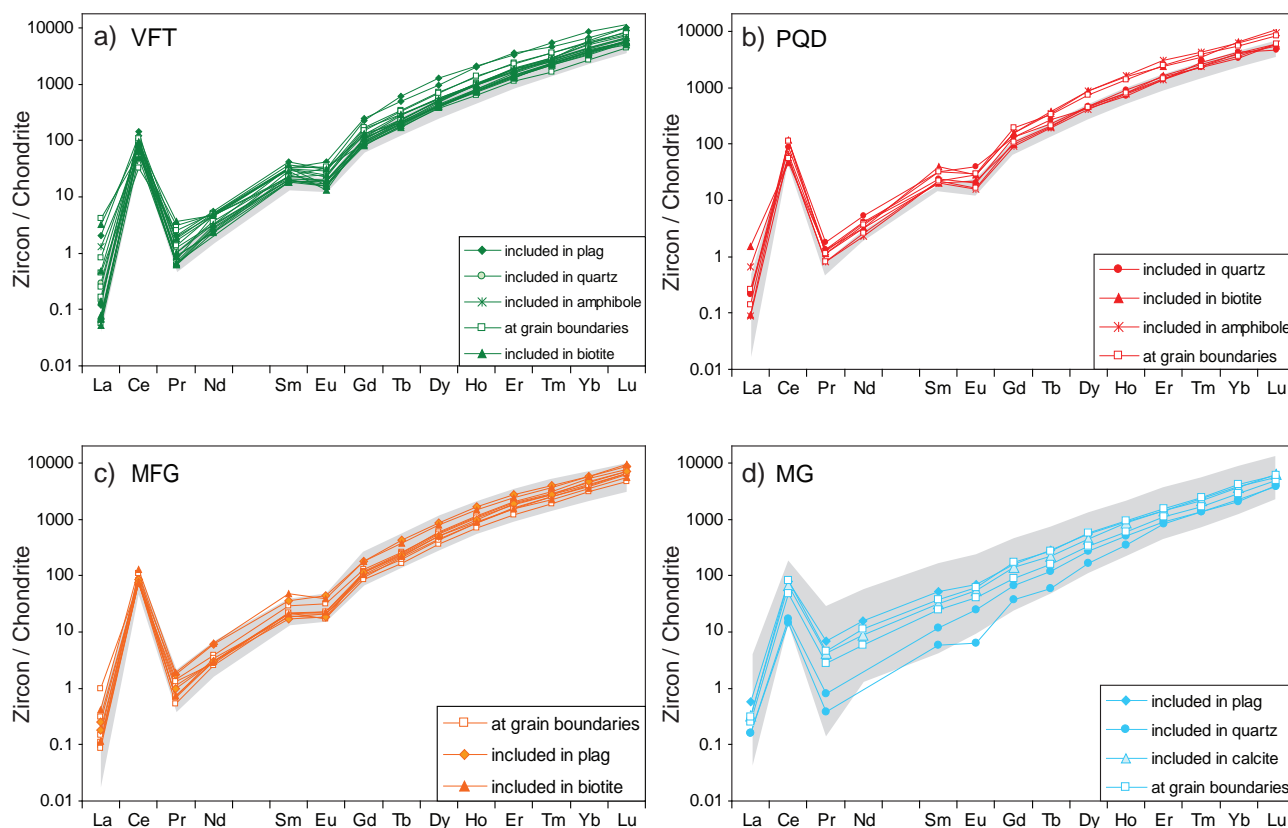 a) VFT
Zircon / Chondrite
10000
1000
100
10
1
0.1
0.01
included in plag
included in quartz
included in amphibole
at grain boundaries
included in biotite
La Ce Pr Nd Sm Eu Gd Tb Dy Ho Er Tm Yb Lu
b) PQD
Zircon / Chondrite
10000
1000
100
10
1
0.1
0.01
included in quartz
included in biotite
included in amphibole
at grain boundaries
La Ce Pr Nd Sm Eu Gd Tb Dy Ho Er Tm Yb Lu
c) MFG
Zircon / Chondrite
10000
1000
100
10
1
0.1
0.01
at grain boundaries
included in plag
included in biotite
La Ce Pr Nd Sm Eu Gd Tb Dy Ho Er Tm Yb Lu
d) MG
Zircon / Chondrite
10000
1000
100
10
1
0.1
0.01
included in plag
included in quartz
included in calcite
at grain boundaries
La Ce Pr Nd Sm Eu Gd Tb Dy Ho Er Tm Yb Lu